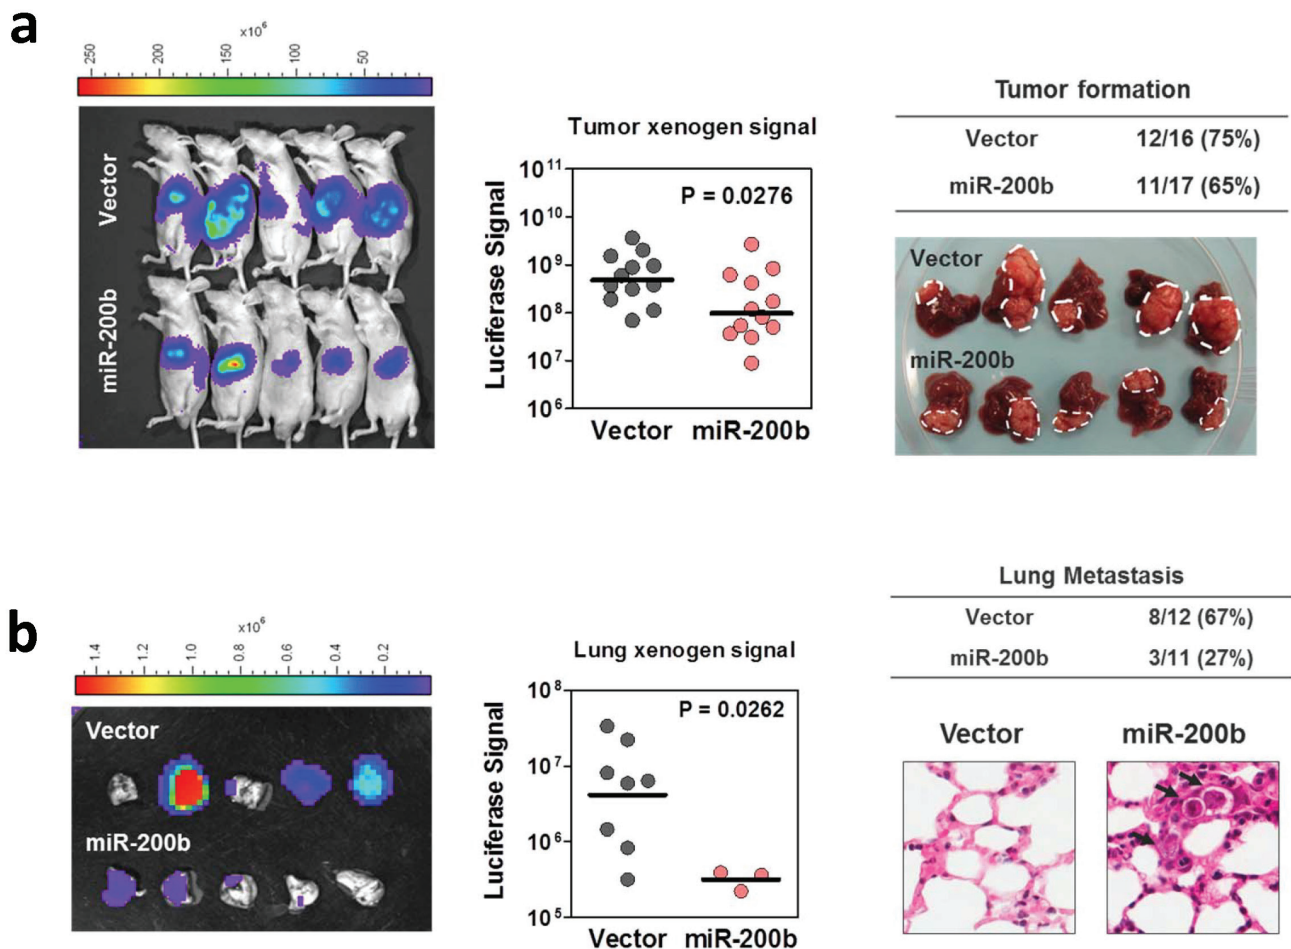 a
×10⁶
250 200 150 100 50
Vector
miR-200b
Tumor xenogen signal
P = 0.0276
Luciferase Signal
10¹¹
10¹⁰
10⁹
10⁸
10⁷
10⁶
Vector miR-200b
Tumor formation
Vector 12/16 (75%)
miR-200b 11/17 (65%)
Vector
miR-200b
b
×10⁶
1.4 1.2 1.0 0.8 0.6 0.4 0.2
Vector
miR-200b
Lung xenogen signal
P = 0.0262
Luciferase Signal
10⁸
10⁷
10⁶
10⁵
Vector miR-200b
Lung Metastasis
Vector 8/12 (67%)
miR-200b 3/11 (27%)
Vector miR-200b